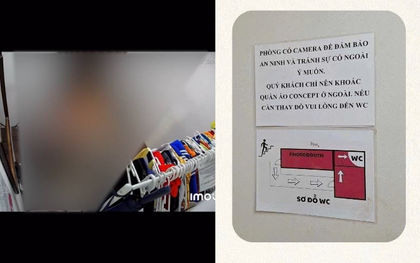 imou
PHÒNG CÓ CAMERA ĐỂ ĐẢM BẢO
AN NINH VÀ TRÁNH SỰ CỐ NGOÀI
Ý MUỐN.
QUÝ KHÁCH CHỈ NÊN KHOÁC
QUẦN ÁO CONCEPT Ở NGOÀI. NẾU
CẦN THAY ĐỒ VUI LÒNG ĐẾN WC
PHOTOBOOTH
WC
SƠ ĐỒ WC